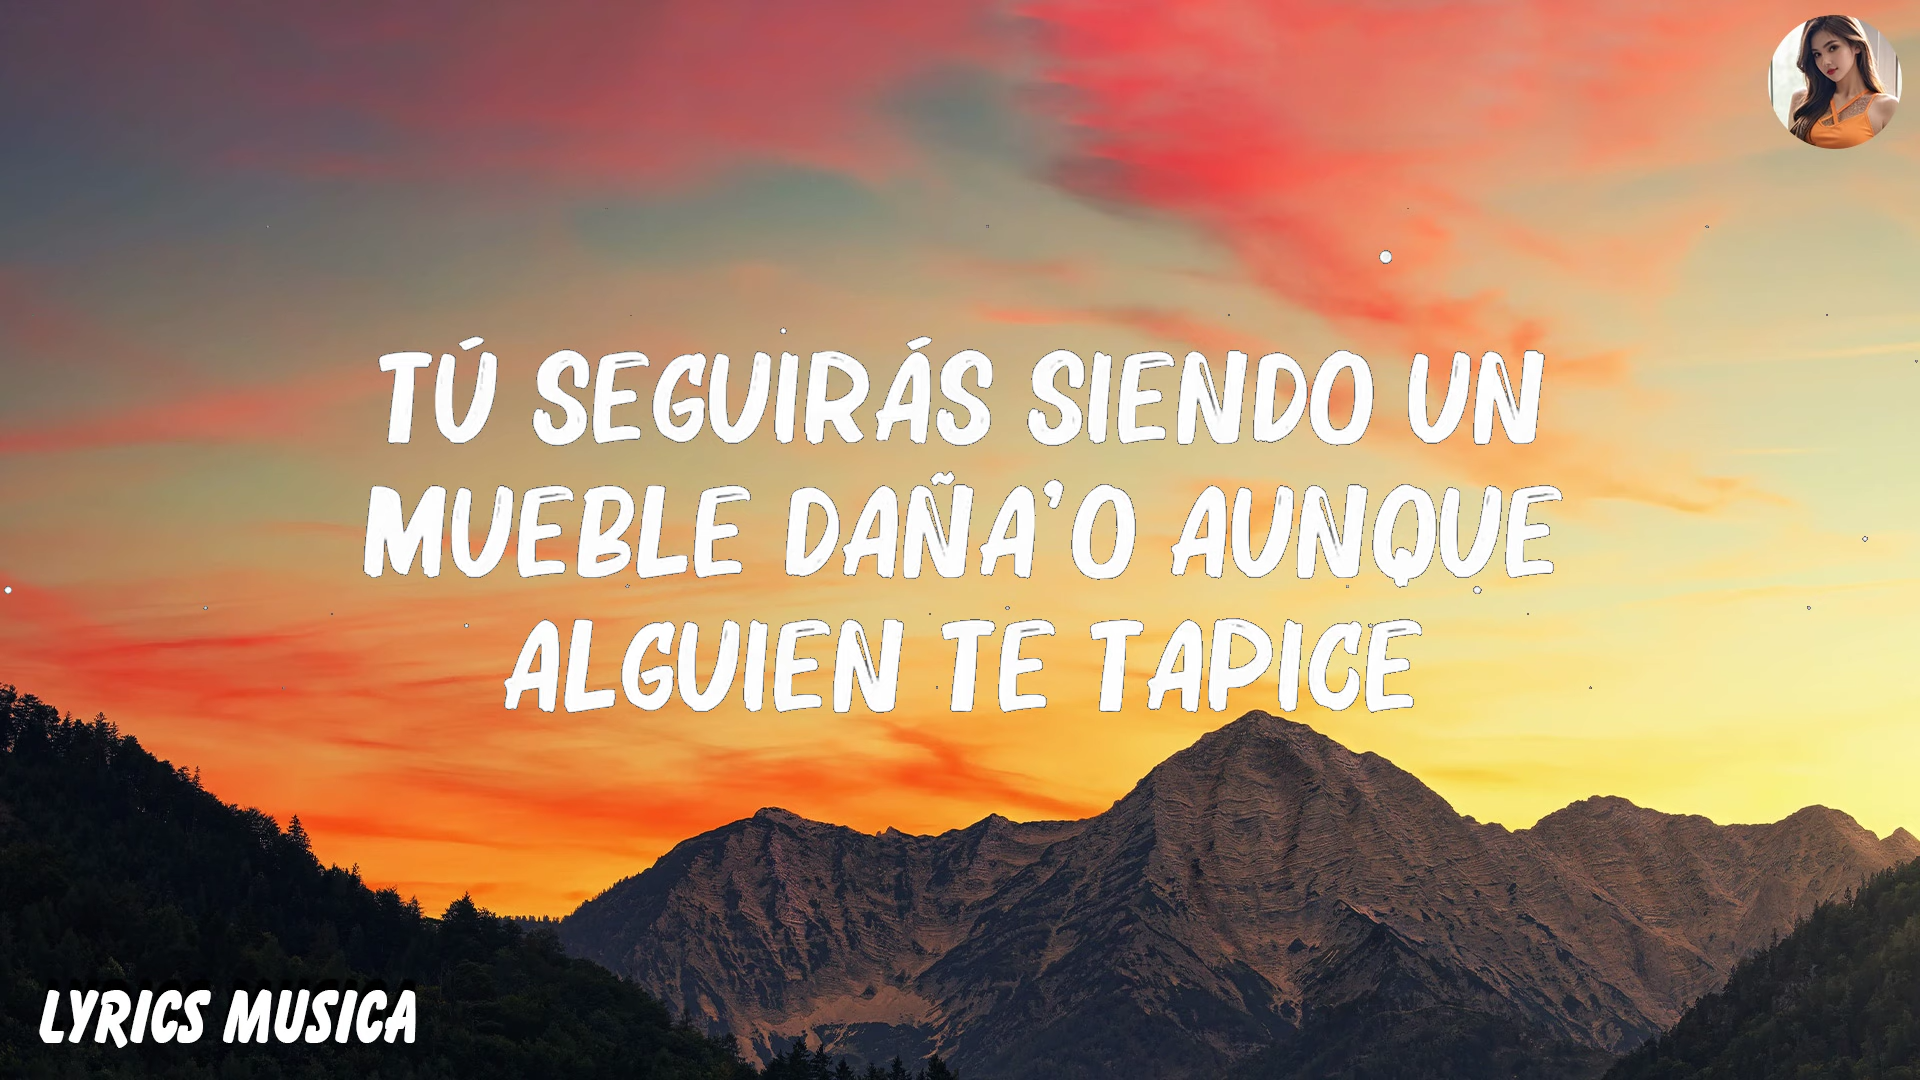 TÚ SEGUIRÁS SIENDO UN
MUEBLE DAÑA'O AUNQUE
ALGUIEN TE TAPICE
LYRICS MUSICA